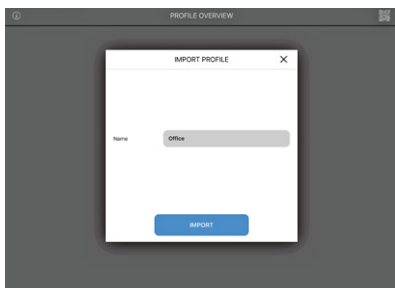 PROFILE OVERVIEW
IMPORT PROFILE
Name
Office
IMPORT